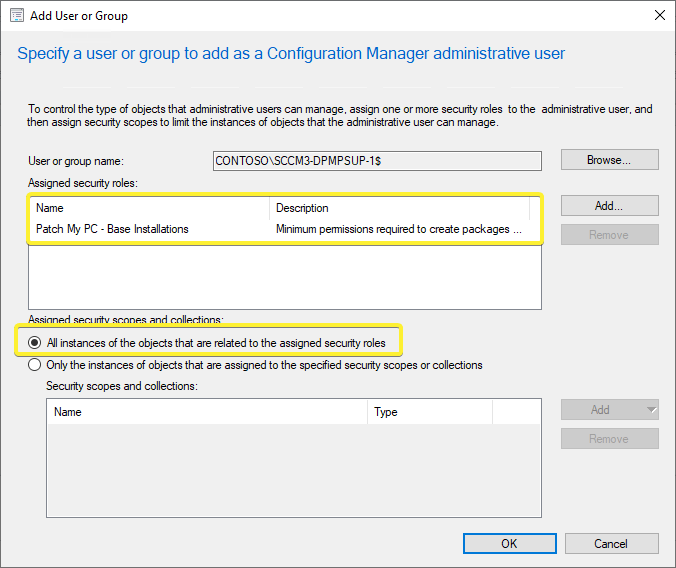 Add User or Group
Specify a user or group to add as a Configuration Manager administrative user
To control the type of objects that administrative users can manage, assign one or more security roles to the administrative user, and
then assign security scopes to limit the instances of objects that the administrative user can manage.
User or group name:
CONTOSO\SCCM3-DPMPSUP-1$
Browse...
Assigned security roles:
Name Description
Add...
Patch My PC - Base Installations Minimum permissions required to create packages ...
Remove
Assigned security scopes and collections:
All instances of the objects that are related to the assigned security roles
Only the instances of objects that are assigned to the specified security scopes or collections
Security scopes and collections:
Name Type
Add
Remove
OK Cancel